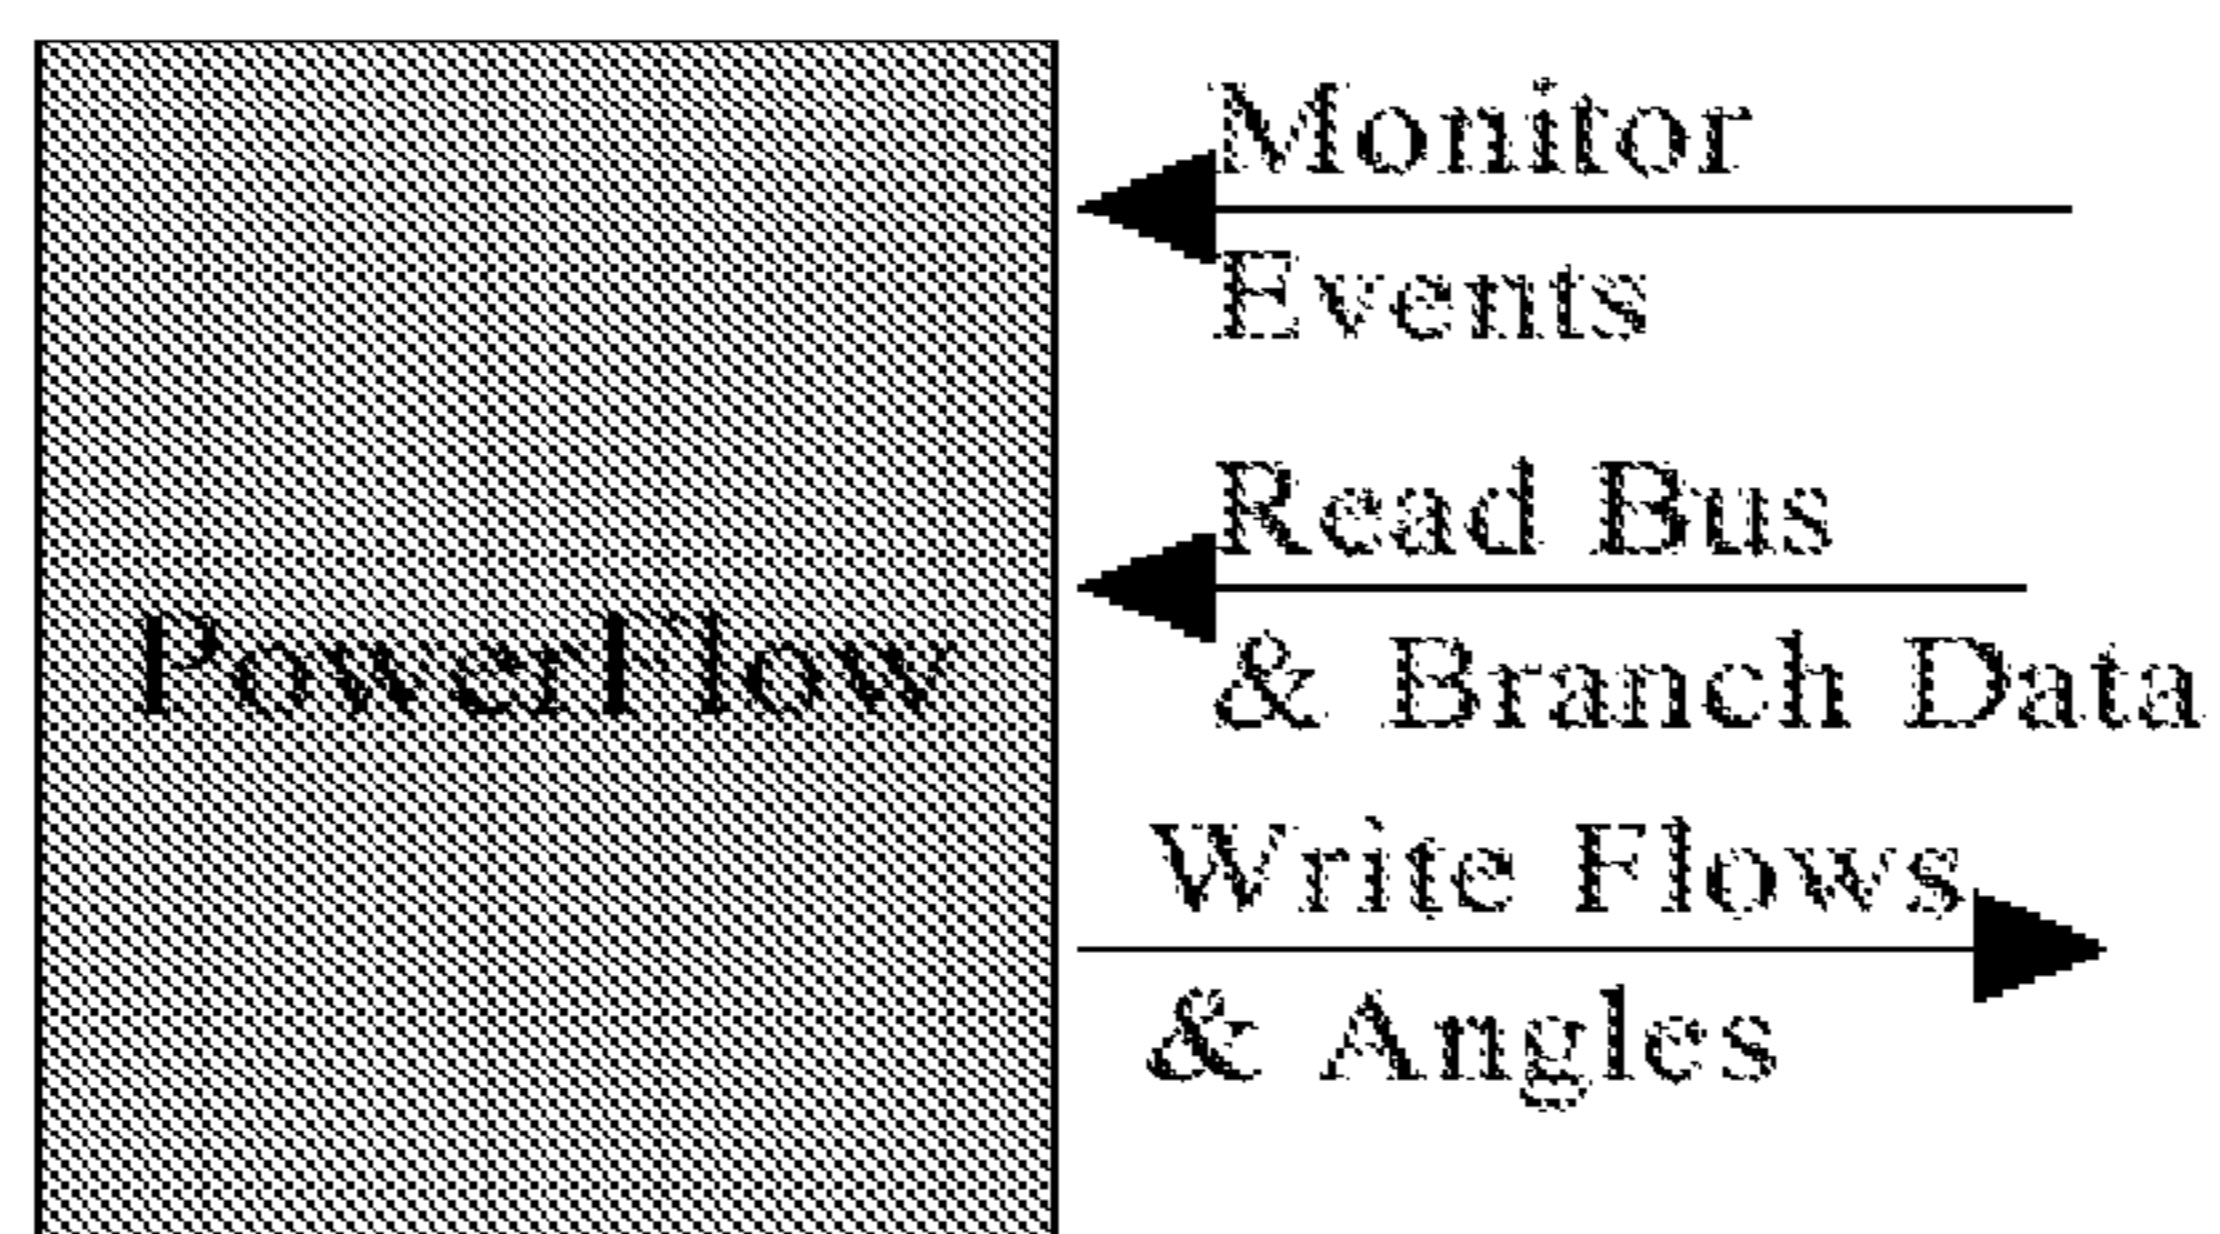 Monitor
Events
Read Bus
PowerFlow
& Branch Data
Write Flows
& Angles